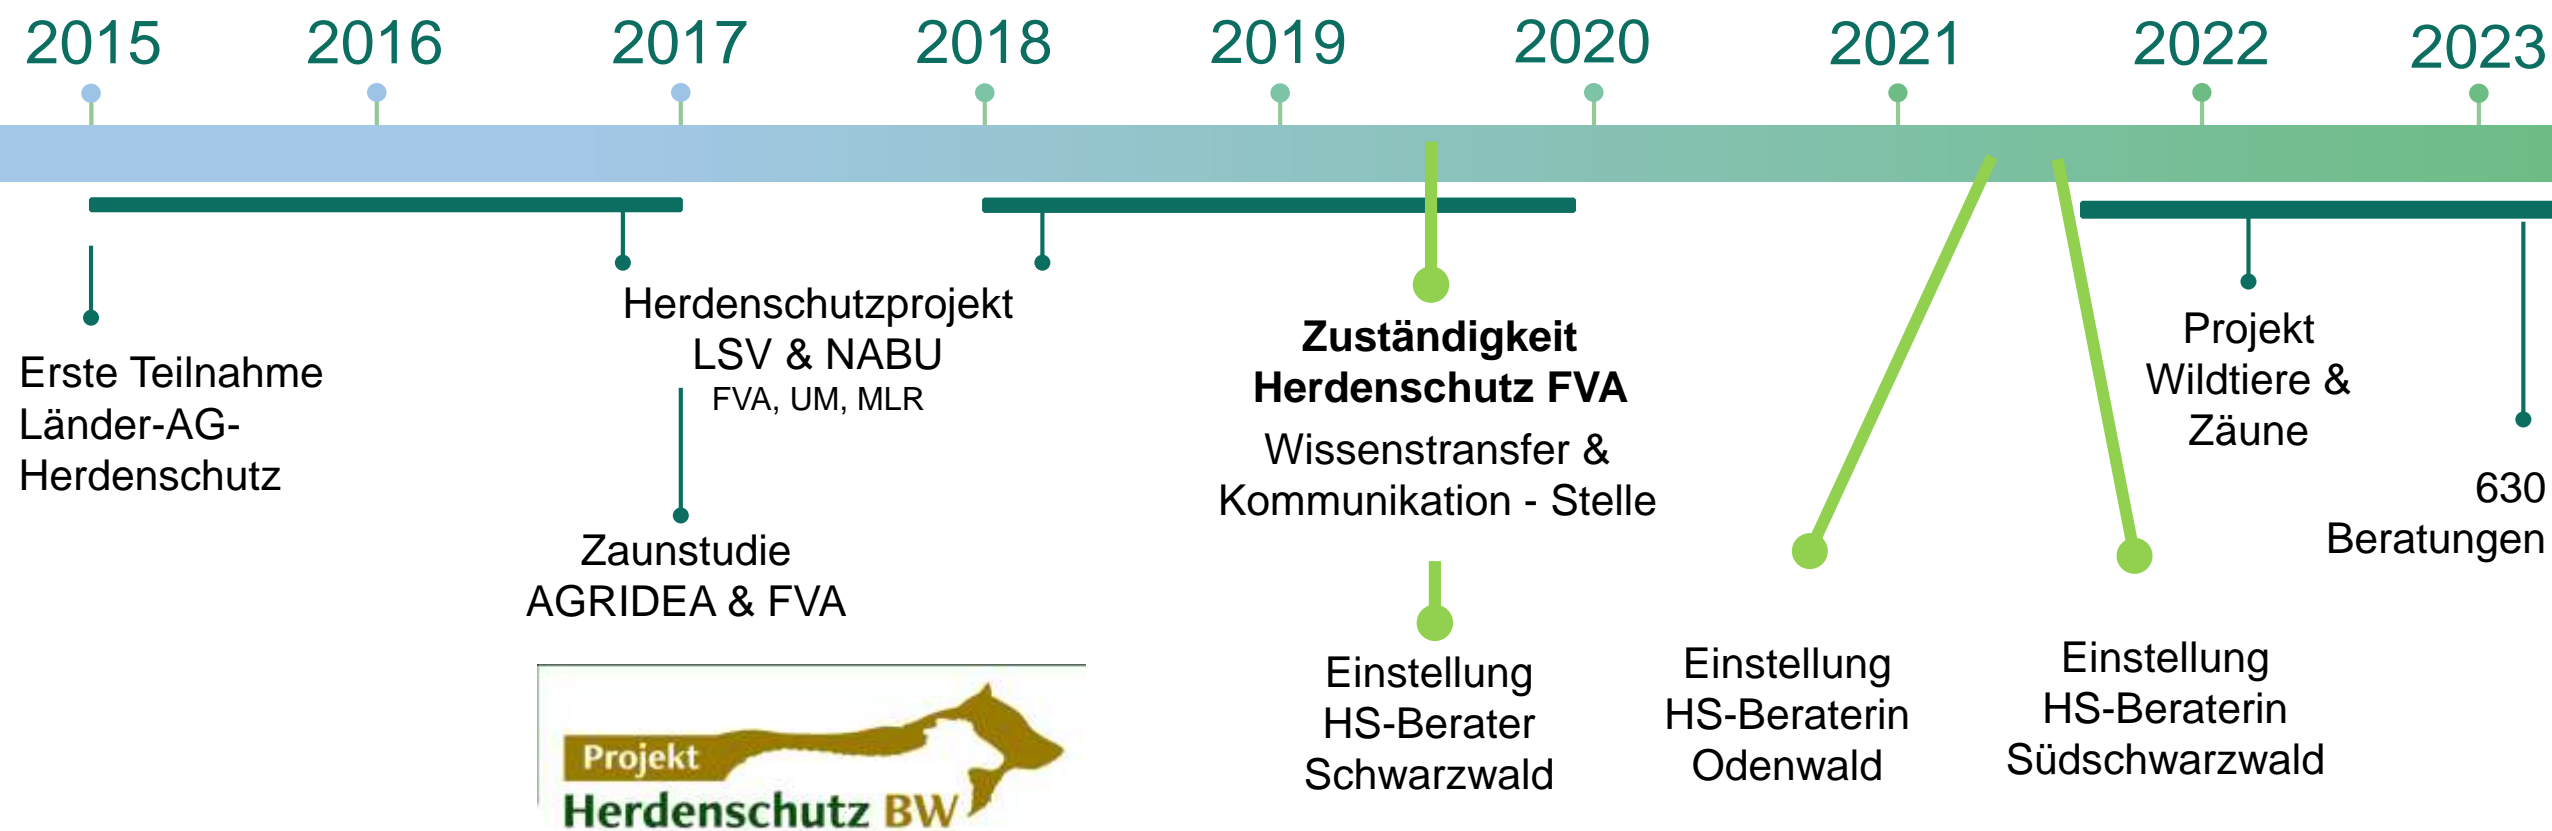 2015 2016 2017 2018 2019 2020 2021 2022 2023
Erste Teilnahme
Länder-AG-
Herdenschutz
Herdenschutzprojekt
LSV & NABU
FVA, UM, MLR
Zaunstudie
AGRIDEA & FVA
Projekt
Herdenschutz BW
Zuständigkeit
Herdenschutz FVA
Wissenstransfer &
Kommunikation - Stelle
Einstellung
HS-Berater
Schwarzwald
Einstellung
HS-Beraterin
Odenwald
Einstellung
HS-Beraterin
Südschwarzwald
Projekt
Wildtiere &
Zäune
630
Beratungen